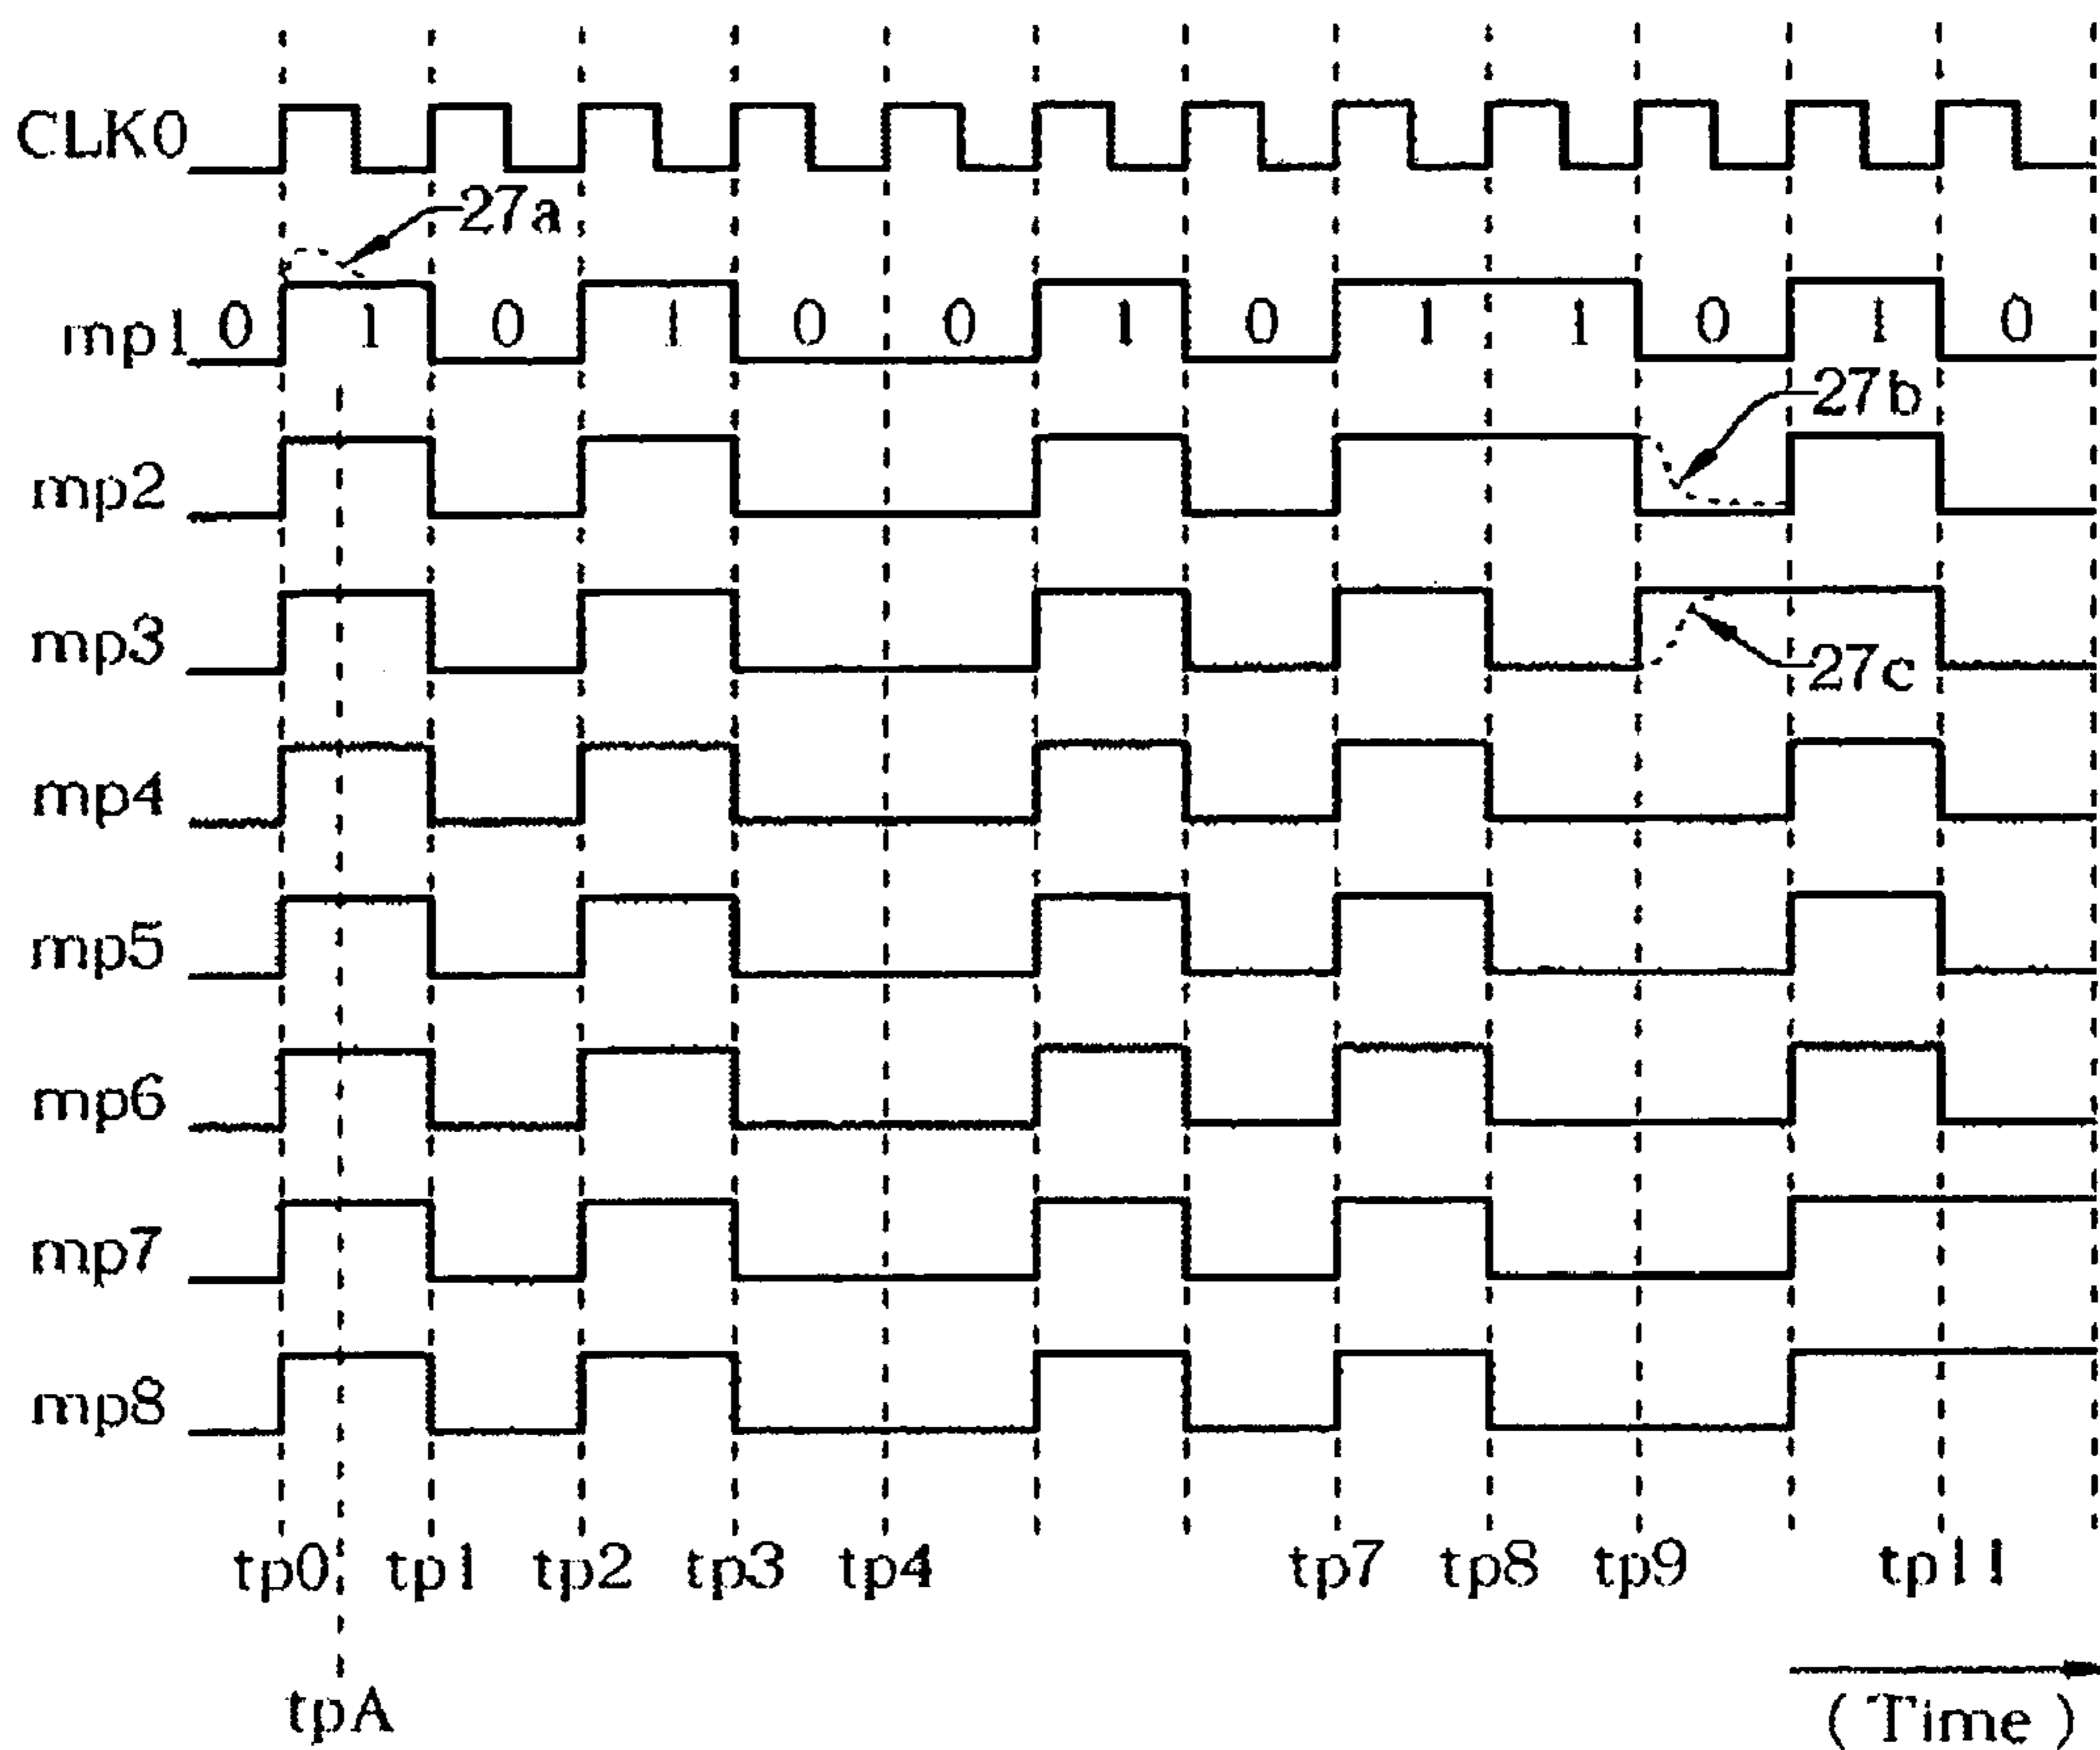 CLK0
27a
mp1 0 1 0 1 0 0 1 0 1 1 0 1 0
27b
mp2
mp3
27c
mp4
mp5
mp6
mp7
mp8
tp0 tp1 tp2 tp3 tp4 tp7 tp8 tp9 tp11
tpA
( Time )